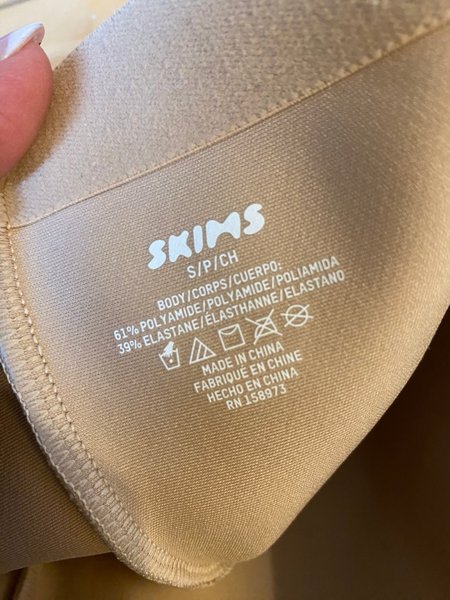 SKIMS
S/P/CH
BODY/CORPS/CUERPO:
61% POLYAMIDE/POLYAMIDE/POLIAMIDA
39% ELASTANE/ÉLASTHANNE/ELASTANO
MADE IN CHINA
FABRIQUE EN CHINE
HECHO EN CHINA
RN 158973